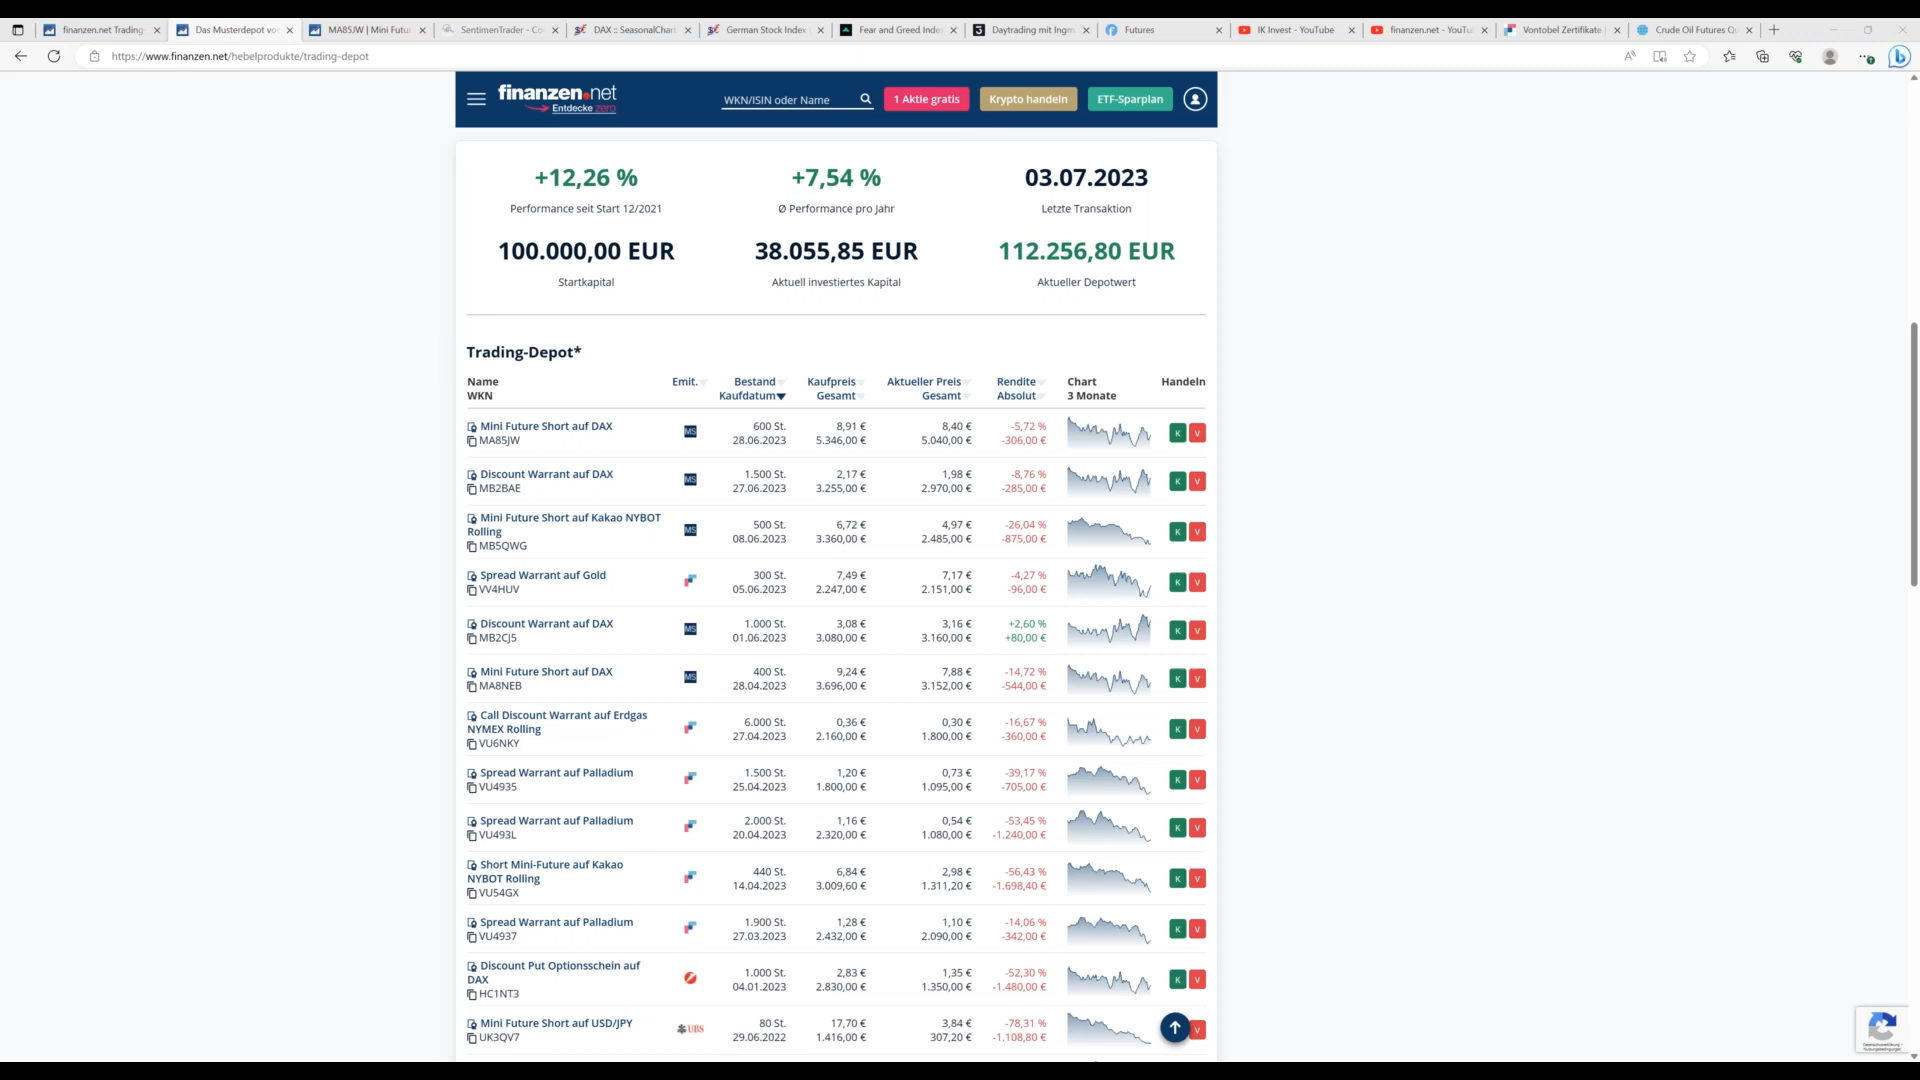 finanzen.net Trading
Das Musterdepot vo
MA85JW | Mini Futu
SentimenTrader - Co
DAX :: SeasonalChar
German Stock Index
Fear and Greed Inde
Daytrading mit Ingm
Futures
IK Invest - YouTube
finanzen.net - YouTu
Vontobel Zertifikate
Crude Oil Futures Q
https://www.finanzen.net/hebelprodukte/trading-depot
finanzen.net
Entdecke zero
WKN/ISIN oder Name
1 Aktie gratis
Krypto handeln
ETF-Sparplan
+12,26 % +7,54 % 03.07.2023
Performance seit Start 12/2021 Ø Performance pro Jahr Letzte Transaktion
100.000,00 EUR 38.055,85 EUR 112.256,80 EUR
Startkapital Aktuell investiertes Kapital Aktueller Depotwert
Trading-Depot*
Name Emit. Bestand Kaufpreis Aktueller Preis Rendite Chart Handeln
WKN Kaufdatum Gesamt Gesamt Absolut 3 Monate
Mini Future Short auf DAX MS 600 St. 8,91 € 8,40 € -5,72 % K V
MA85JW 28.06.2023 5.346,00 € 5.040,00 € -306,00 €
Discount Warrant auf DAX MS 1.500 St. 2,17 € 1,98 € -8,76 % K V
MB2BAE 27.06.2023 3.255,00 € 2.970,00 € -285,00 €
Mini Future Short auf Kakao NYBOT
Rolling MS 500 St. 6,72 € 4,97 € -26,04 % K V
MB5QWG 08.06.2023 3.360,00 € 2.485,00 € -875,00 €
Spread Warrant auf Gold 300 St. 7,49 € 7,17 € -4,27 % K V
VV4HUV 05.06.2023 2.247,00 € 2.151,00 € -96,00 €
Discount Warrant auf DAX MS 1.000 St. 3,08 € 3,16 € +2,60 % K V
MB2CJ5 01.06.2023 3.080,00 € 3.160,00 € +80,00 €
Mini Future Short auf DAX MS 400 St. 9,24 € 7,88 € -14,72 % K V
MA8NEB 28.04.2023 3.696,00 € 3.152,00 € -544,00 €
Call Discount Warrant auf Erdgas
NYMEX Rolling 6.000 St. 0,36 € 0,30 € -16,67 % K V
VU6NKY 27.04.2023 2.160,00 € 1.800,00 € -360,00 €
Spread Warrant auf Palladium 1.500 St. 1,20 € 0,73 € -39,17 % K V
VU4935 25.04.2023 1.800,00 € 1.095,00 € -705,00 €
Spread Warrant auf Palladium 2.000 St. 1,16 € 0,54 € -53,45 % K V
VU493L 20.04.2023 2.320,00 € 1.080,00 € -1.240,00 €
Short Mini-Future auf Kakao
NYBOT Rolling 440 St. 6,84 € 2,98 € -56,43 % K V
VU54GX 14.04.2023 3.009,60 € 1.311,20 € -1.698,40 €
Spread Warrant auf Palladium 1.900 St. 1,28 € 1,10 € -14,06 % K V
VU4937 27.03.2023 2.432,00 € 2.090,00 € -342,00 €
Discount Put Optionsschein auf
DAX 1.000 St. 2,83 € 1,35 € -52,30 % K V
HC1NT3 04.01.2023 2.830,00 € 1.350,00 € -1.480,00 €
Mini Future Short auf USD/JPY UBS 80 St. 17,70 € 3,84 € -78,31 % V
UK3QV7 29.06.2022 1.416,00 € 307,20 € -1.108,80 €